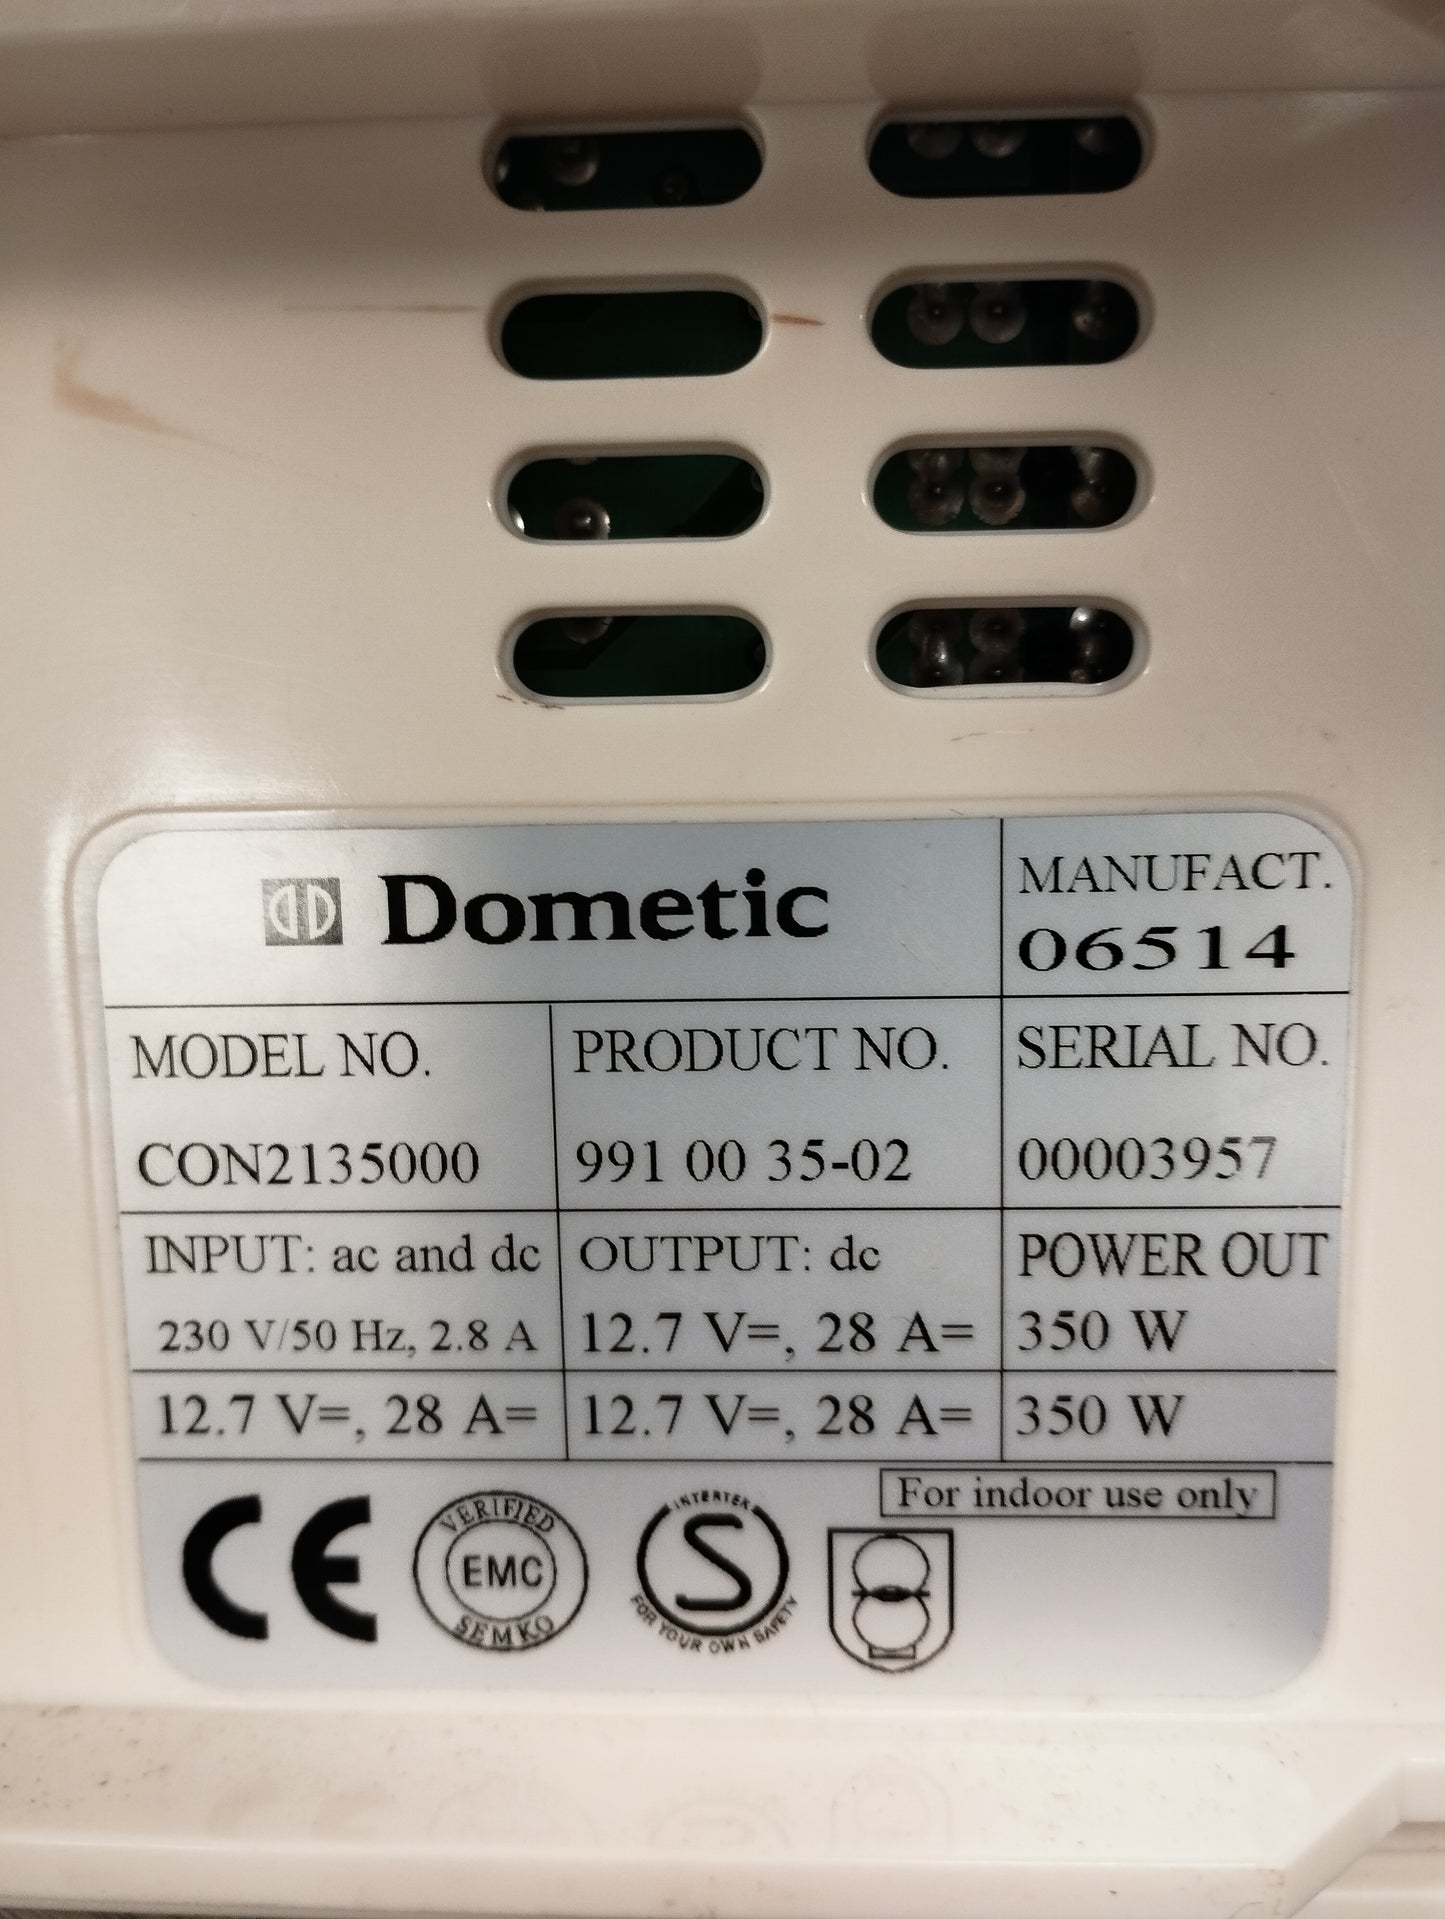 Dometic
MANUFACT.
06514
MODEL NO.
PRODUCT NO.
SERIAL NO.
CON2135000
991 00 35-02
00003957
INPUT: ac and dc
OUTPUT: dc
POWER OUT
230 V/50 Hz, 2.8 A
12.7 V=, 28 A=
350 W
12.7 V=, 28 A=
12.7 V=, 28 A=
350 W
For indoor use only
CE
VERIFIED
EMC
SEMKO
INTERTEK
S
FOR YOUR OWN SAFETY